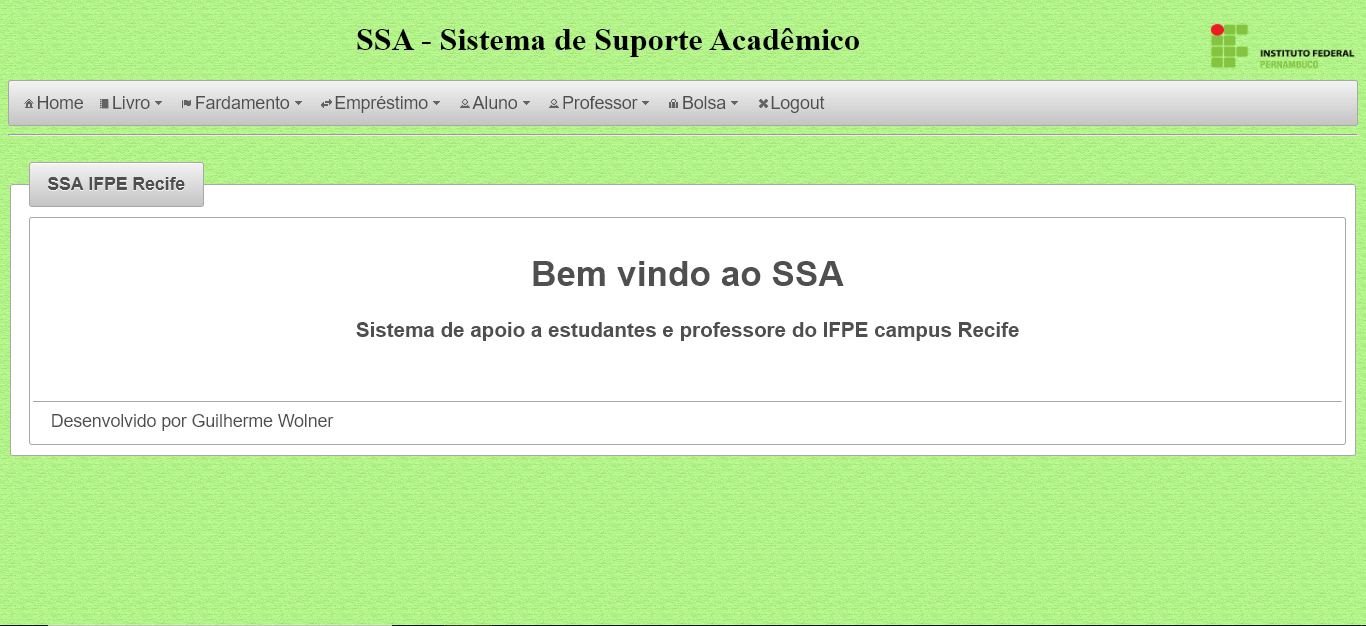 SSA - Sistema de Suporte Acadêmico
INSTITUTO FEDERAL
PERNAMBUCO
Home Livro Fardamento Empréstimo Aluno Professor Bolsa Logout
SSA IFPE Recife
Bem vindo ao SSA
Sistema de apoio a estudantes e professore do IFPE campus Recife
Desenvolvido por Guilherme Wolner